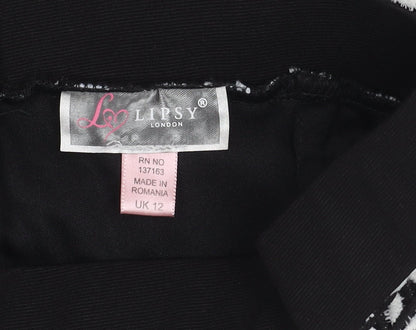 L LIPSY®
LONDON
RN NO
137163
MADE IN
ROMANIA
UK 12